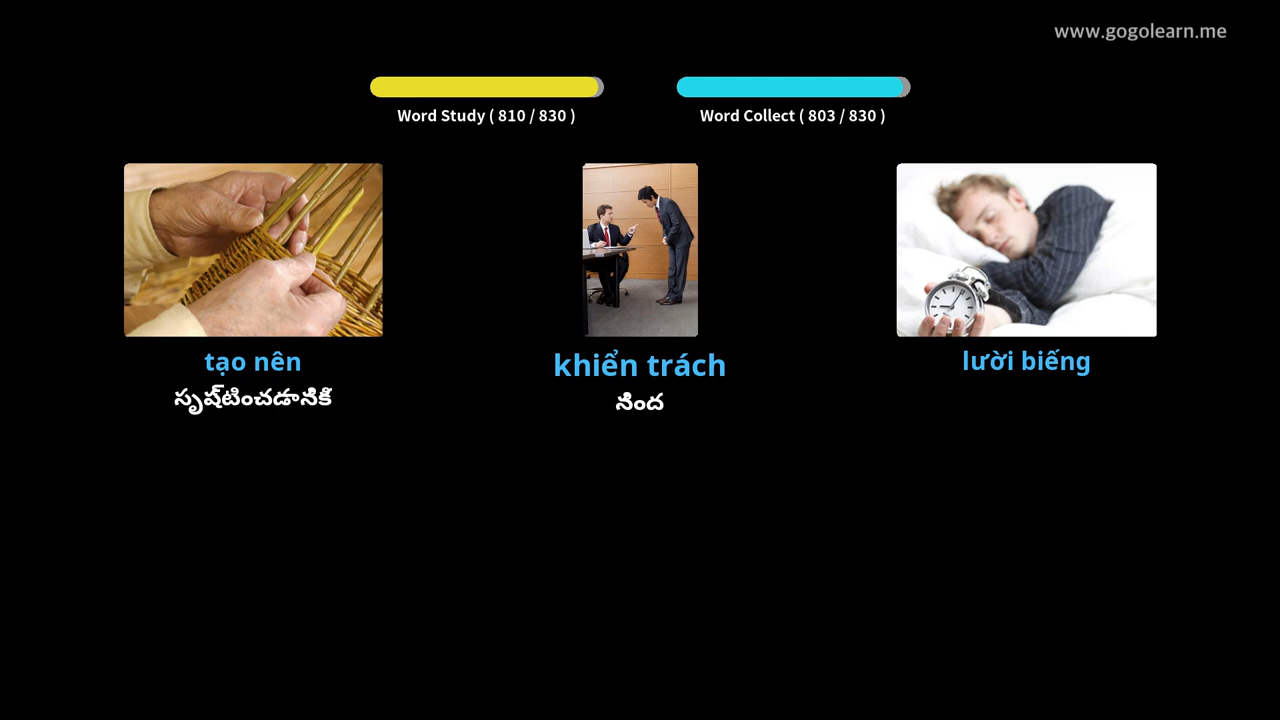 www.gogolearn.me
Word Study ( 810 / 830 )
Word Collect ( 803 / 830 )
tạo nên
సృష్టించడానికి
khiển trách
నింద
lười biếng